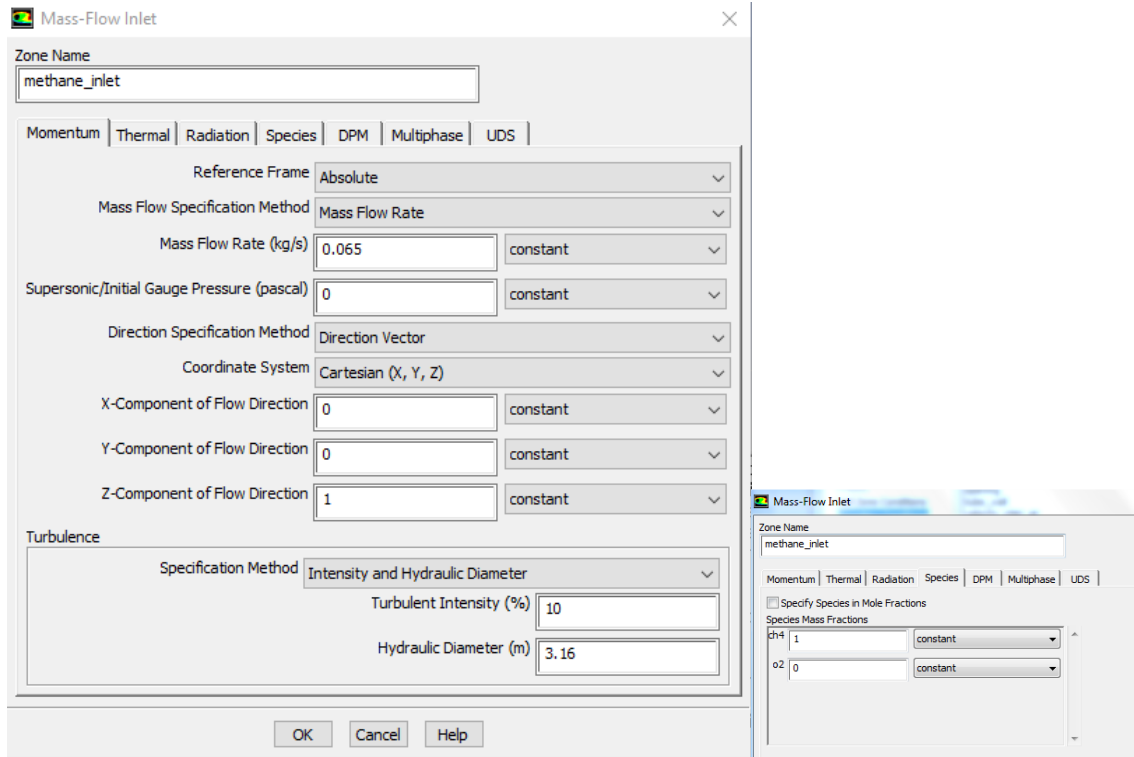 Mass-Flow Inlet
Zone Name
methane_inlet
Momentum Thermal Radiation Species DPM Multiphase UDS
Reference Frame Absolute
Mass Flow Specification Method Mass Flow Rate
Mass Flow Rate (kg/s) 0.065 constant
Supersonic/Initial Gauge Pressure (pascal) 0 constant
Direction Specification Method Direction Vector
Coordinate System Cartesian (X, Y, Z)
X-Component of Flow Direction 0 constant
Y-Component of Flow Direction 0 constant
Z-Component of Flow Direction 1 constant
Turbulence
Specification Method Intensity and Hydraulic Diameter
Turbulent Intensity (%) 10
Hydraulic Diameter (m) 3.16
OK Cancel Help
Mass-Flow Inlet
Zone Name
methane_inlet
Momentum Thermal Radiation Species DPM Multiphase UDS
Specify Species in Mole Fractions
Species Mass Fractions
ch4 1 constant
o2 0 constant